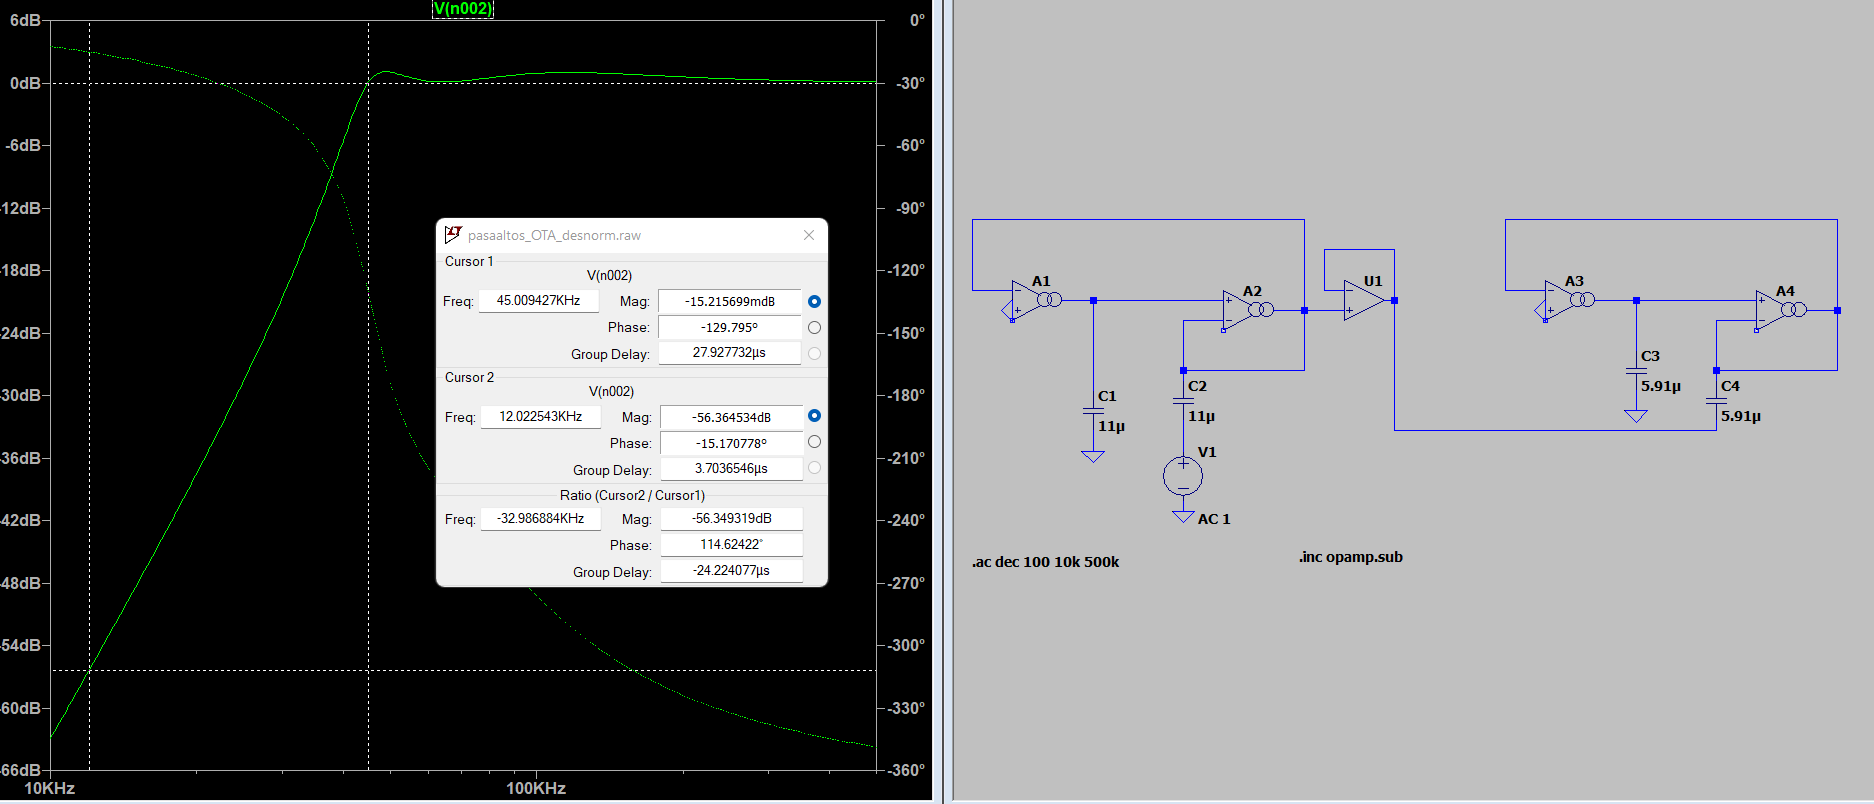 V(n002)
6dB
0dB
-6dB
-12dB
-18dB
-24dB
-30dB
-36dB
-42dB
-48dB
-54dB
-60dB
-66dB
10KHz
100KHz
0°
-30°
-60°
-90°
-120°
-150°
-180°
-210°
-240°
-270°
-300°
-330°
-360°
pasaaltos_OTA_desnorm.raw
Cursor 1
V(n002)
Freq: 45.009427KHz Mag: -15.215699mdB
Phase: -129.795°
Group Delay: 27.927732µs
Cursor 2
V(n002)
Freq: 12.022543KHz Mag: -56.364534dB
Phase: -15.170778°
Group Delay: 3.7036546µs
Ratio (Cursor2 / Cursor1)
Freq: -32.986884KHz Mag: -56.349319dB
Phase: 114.62422°
Group Delay: -24.224077µs
A1
A2
U1
A3
A4
C1
11µ
C2
11µ
V1
AC 1
C3
5.91µ
C4
5.91µ
.ac dec 100 10k 500k
.inc opamp.sub